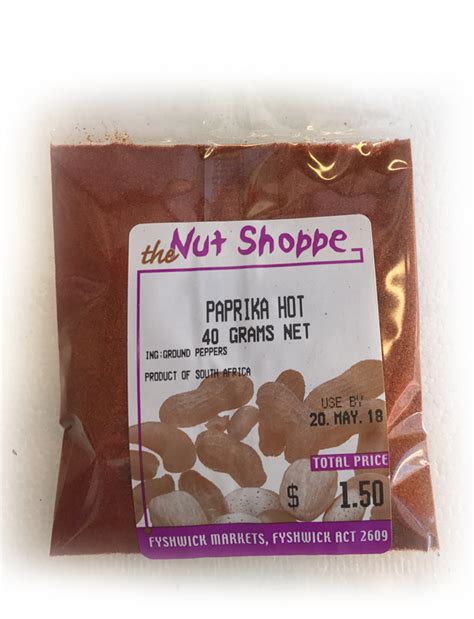 the Nut Shoppe
PAPRIKA HOT
40 GRAMS NET
ING:GROUND PEPPERS
PRODUCT OF SOUTH AFRICA
USE BY
20. MAY. 18
TOTAL PRICE
$ 1.50
FYSHWICK MARKETS, FYSHWICK ACT 2609